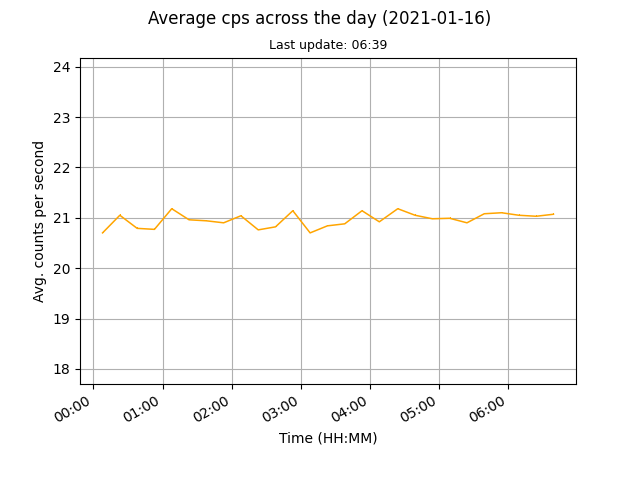 Average cps across the day (2021-01-16)
Last update: 06:39
24
23
22
21
20
19
18
Avg. counts per second
00:00 01:00 02:00 03:00 04:00 05:00 06:00
Time (HH:MM)